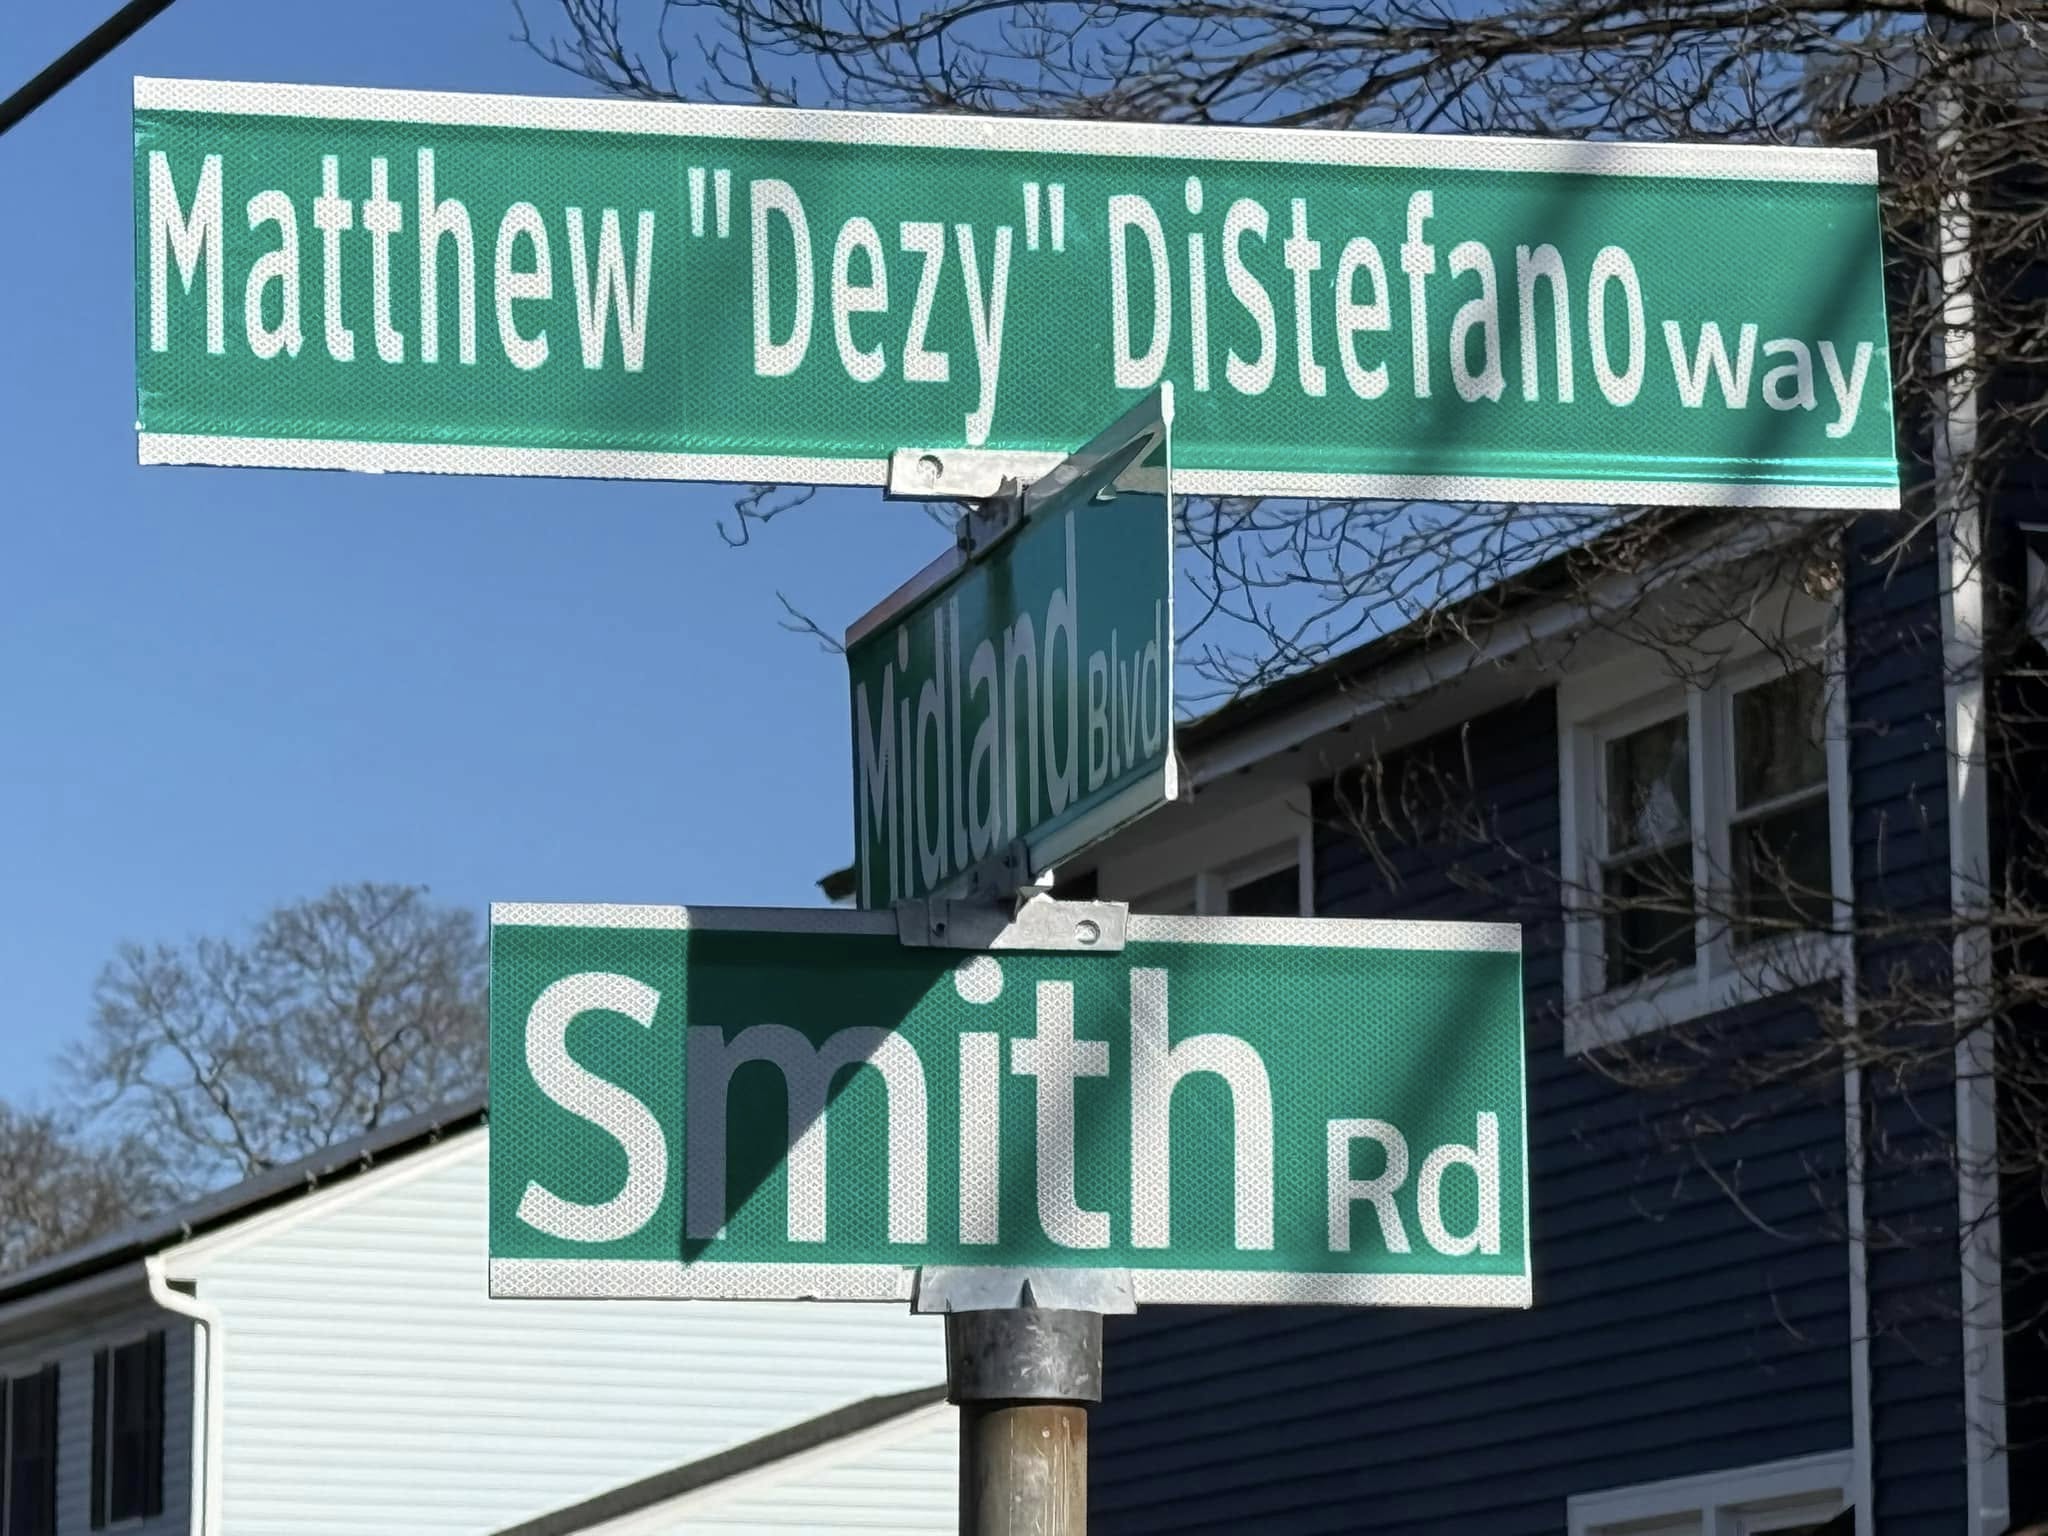 Matthew "Dezy" DiStefano Way
Midland Blvd
Smith Rd